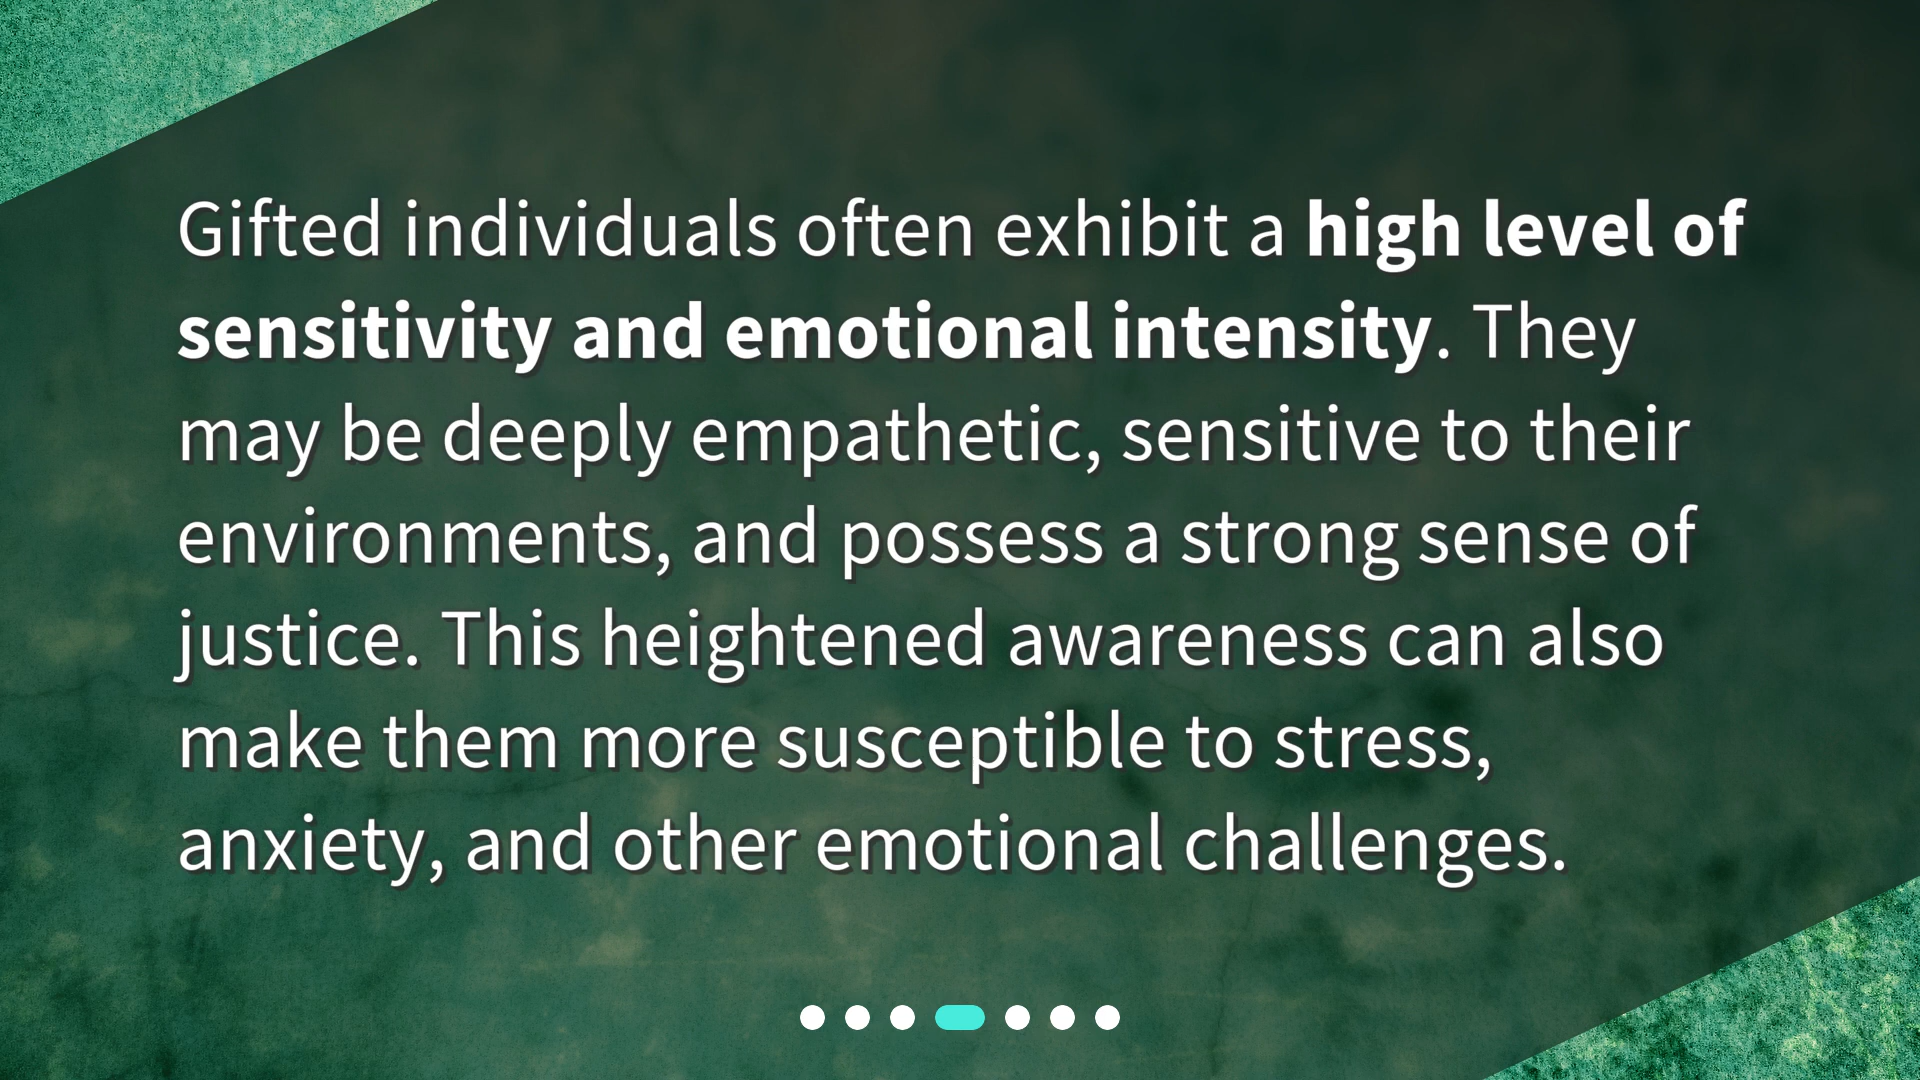 Gifted individuals often exhibit a high level of
sensitivity and emotional intensity. They
may be deeply empathetic, sensitive to their
environments, and possess a strong sense of
justice. This heightened awareness can also
make them more susceptible to stress,
anxiety, and other emotional challenges.